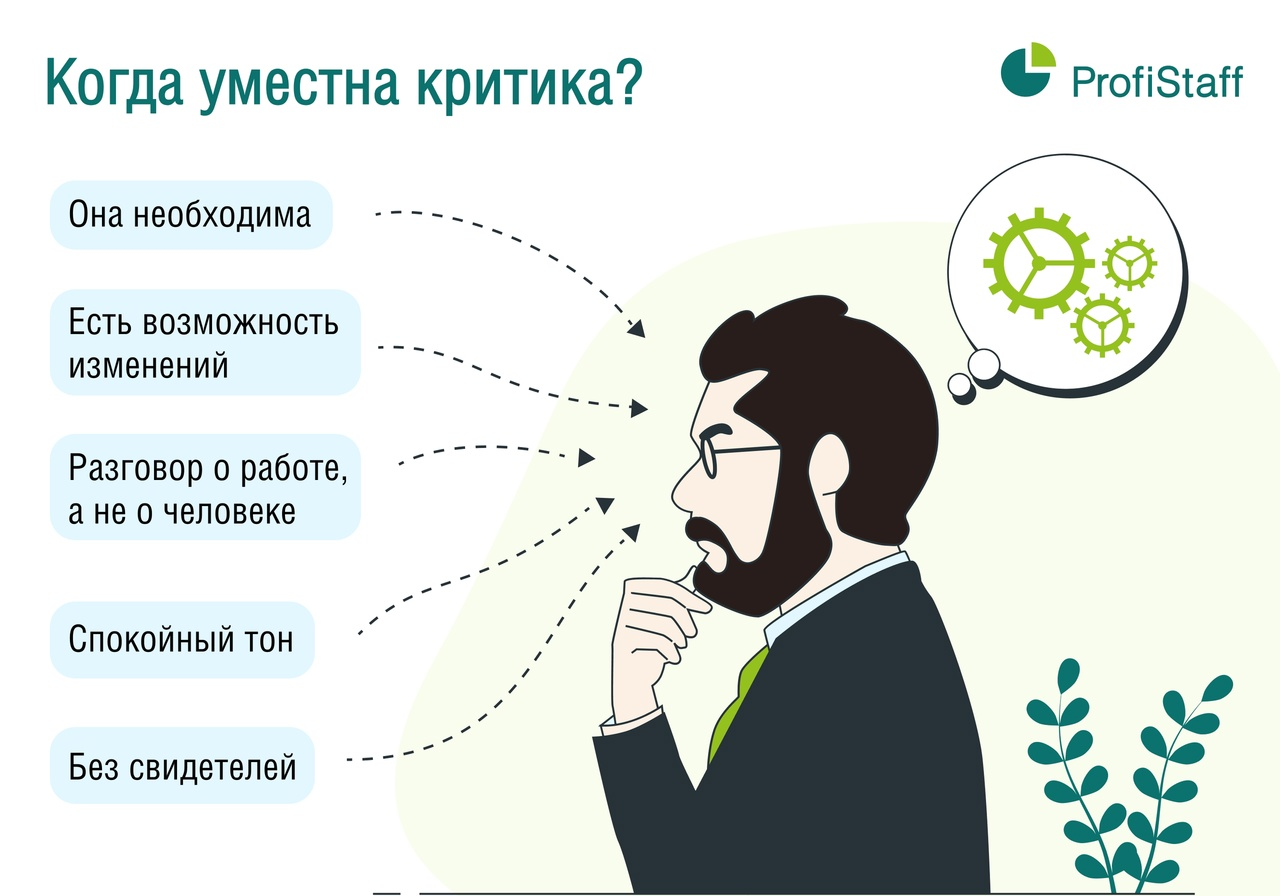 Когда уместна критика?
ProfiStaff
Она необходима
Есть возможность
изменений
Разговор о работе,
а не о человеке
Спокойный тон
Без свидетелей